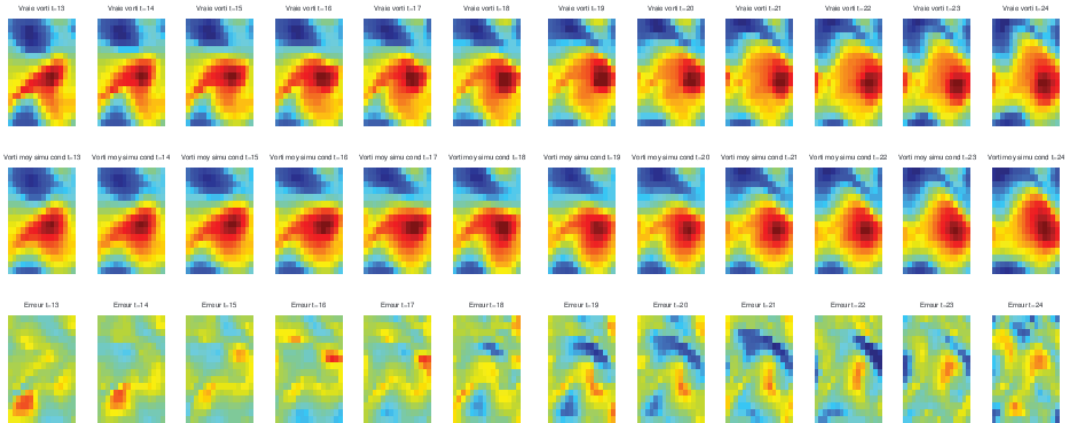 Vraie vorti t=13 Vraie vorti t=14 Vraie vorti t=15 Vraie vorti t=16 Vraie vorti t=17 Vraie vorti t=18 Vraie vorti t=19 Vraie vorti t=20 Vraie vorti t=21 Vraie vorti t=22 Vraie vorti t=23 Vraie vorti t=24
Vorti moy simu cond t=13 Vorti moy simu cond t=14 Vorti moy simu cond t=15 Vorti moy simu cond t=16 Vorti moy simu cond t=17 Vorti moy simu cond t=18 Vorti moy simu cond t=19 Vorti moy simu cond t=20 Vorti moy simu cond t=21 Vorti moy simu cond t=22 Vorti moy simu cond t=23 Vorti moy simu cond t=24
Erreur t=13 Erreur t=14 Erreur t=15 Erreur t=16 Erreur t=17 Erreur t=18 Erreur t=19 Erreur t=20 Erreur t=21 Erreur t=22 Erreur t=23 Erreur t=24